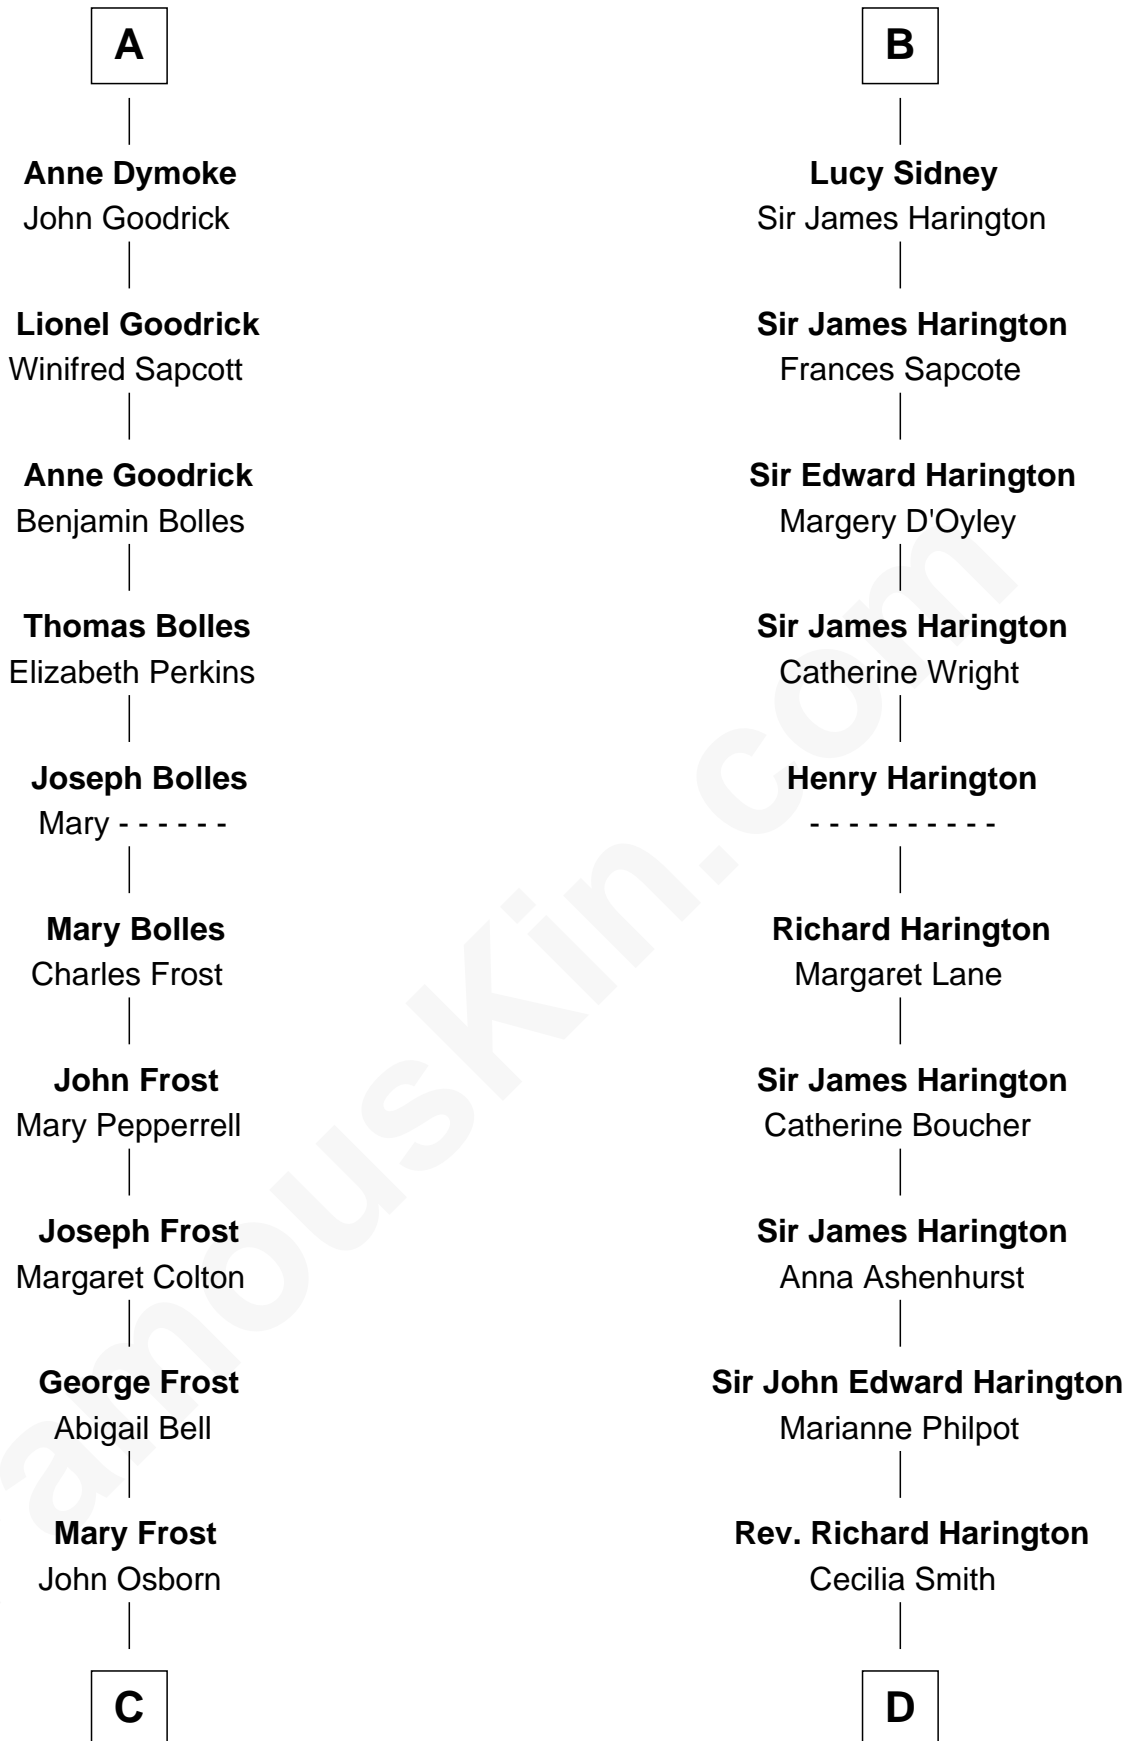 A
Anne Dymoke
John Goodrick
Lionel Goodrick
Winifred Sapcott
Anne Goodrick
Benjamin Bolles
Thomas Bolles
Elizabeth Perkins
Joseph Bolles
Mary - - - - - -
Mary Bolles
Charles Frost
John Frost
Mary Pepperrell
Joseph Frost
Margaret Colton
George Frost
Abigail Bell
Mary Frost
John Osborn
C
B
Lucy Sidney
Sir James Harington
Sir James Harington
Frances Sapcote
Sir Edward Harington
Margery D'Oyley
Sir James Harington
Catherine Wright
Henry Harington
- - - - - - - - - -
Richard Harington
Margaret Lane
Sir James Harington
Catherine Boucher
Sir James Harington
Anna Ashenhurst
Sir John Edward Harington
Marianne Philpot
Rev. Richard Harington
Cecilia Smith
D
amousKin.com